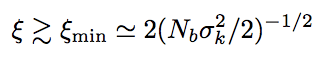 ξ ≳ ξ_min ≃ 2(N_b σ_k^2/2)^{-1/2}